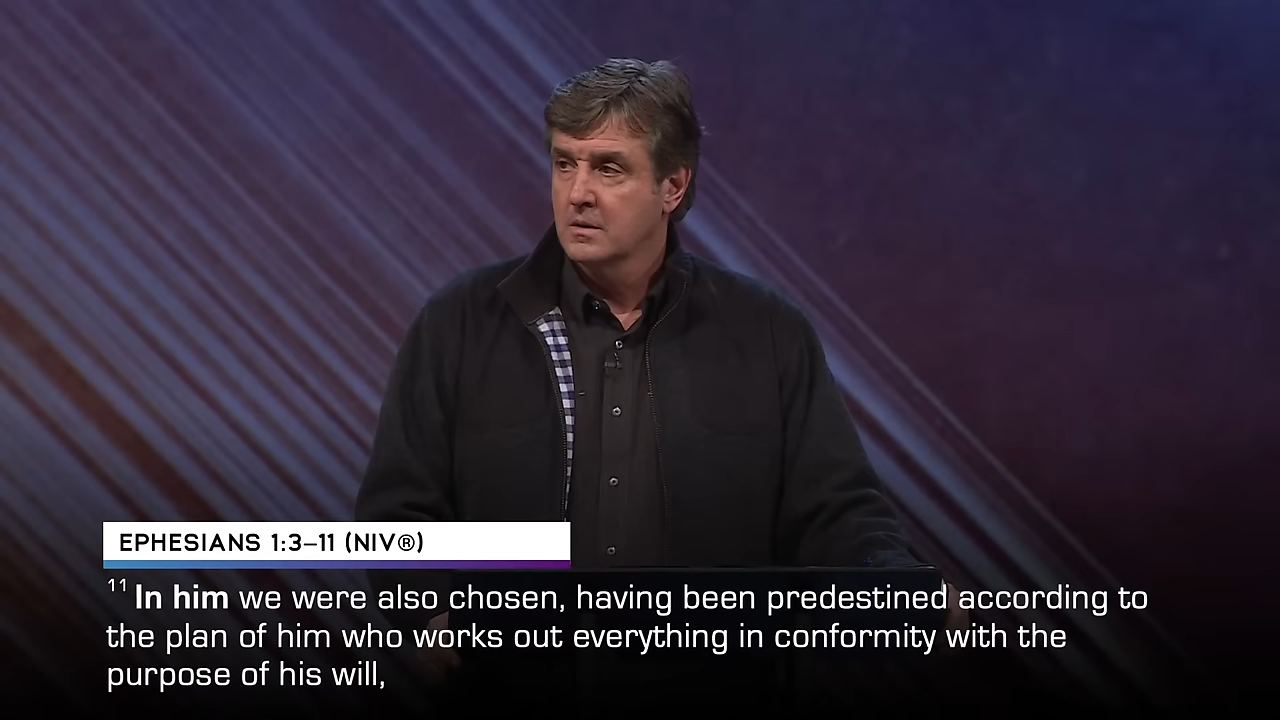 EPHESIANS 1:3–11 (NIV®)
11 In him we were also chosen, having been predestined according to
the plan of him who works out everything in conformity with the
purpose of his will,